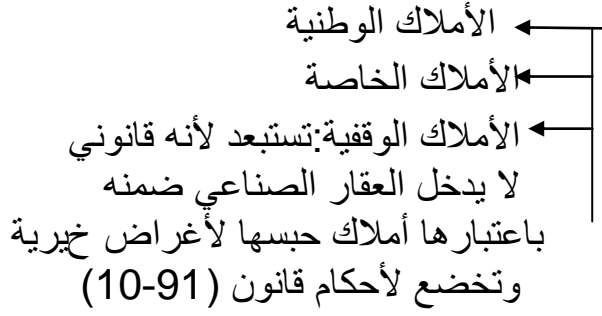 الأملاك الوطنية
الأملاك الخاصة
الأملاك الوقفية:تستبعد لأنه قانوني
لا يدخل العقار الصناعي ضمنه
باعتبارها أملاك حبسها لأغراض خيرية
وتخضع لأحكام قانون (91-10)